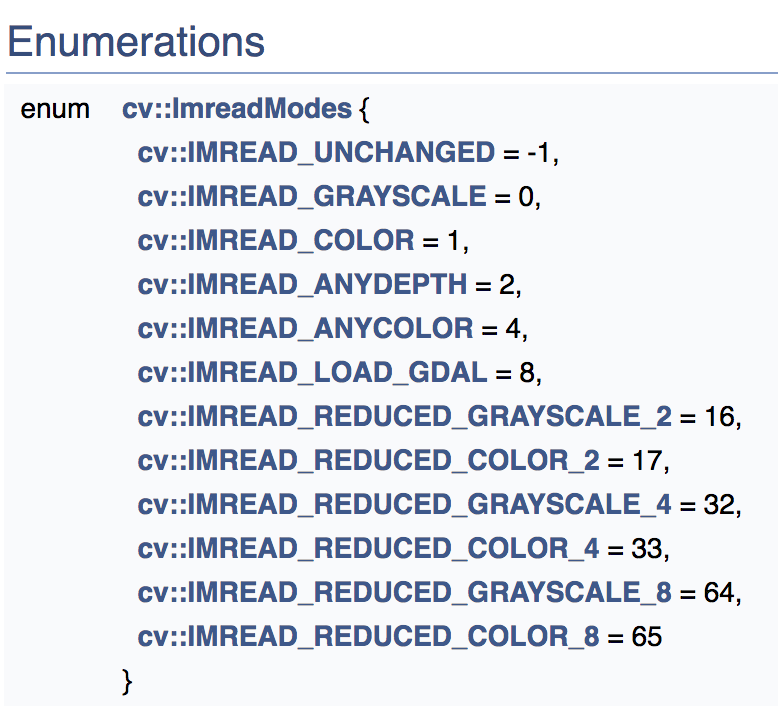 Enumerations
enum cv::ImreadModes {
cv::IMREAD_UNCHANGED = -1,
cv::IMREAD_GRAYSCALE = 0,
cv::IMREAD_COLOR = 1,
cv::IMREAD_ANYDEPTH = 2,
cv::IMREAD_ANYCOLOR = 4,
cv::IMREAD_LOAD_GDAL = 8,
cv::IMREAD_REDUCED_GRAYSCALE_2 = 16,
cv::IMREAD_REDUCED_COLOR_2 = 17,
cv::IMREAD_REDUCED_GRAYSCALE_4 = 32,
cv::IMREAD_REDUCED_COLOR_4 = 33,
cv::IMREAD_REDUCED_GRAYSCALE_8 = 64,
cv::IMREAD_REDUCED_COLOR_8 = 65
}